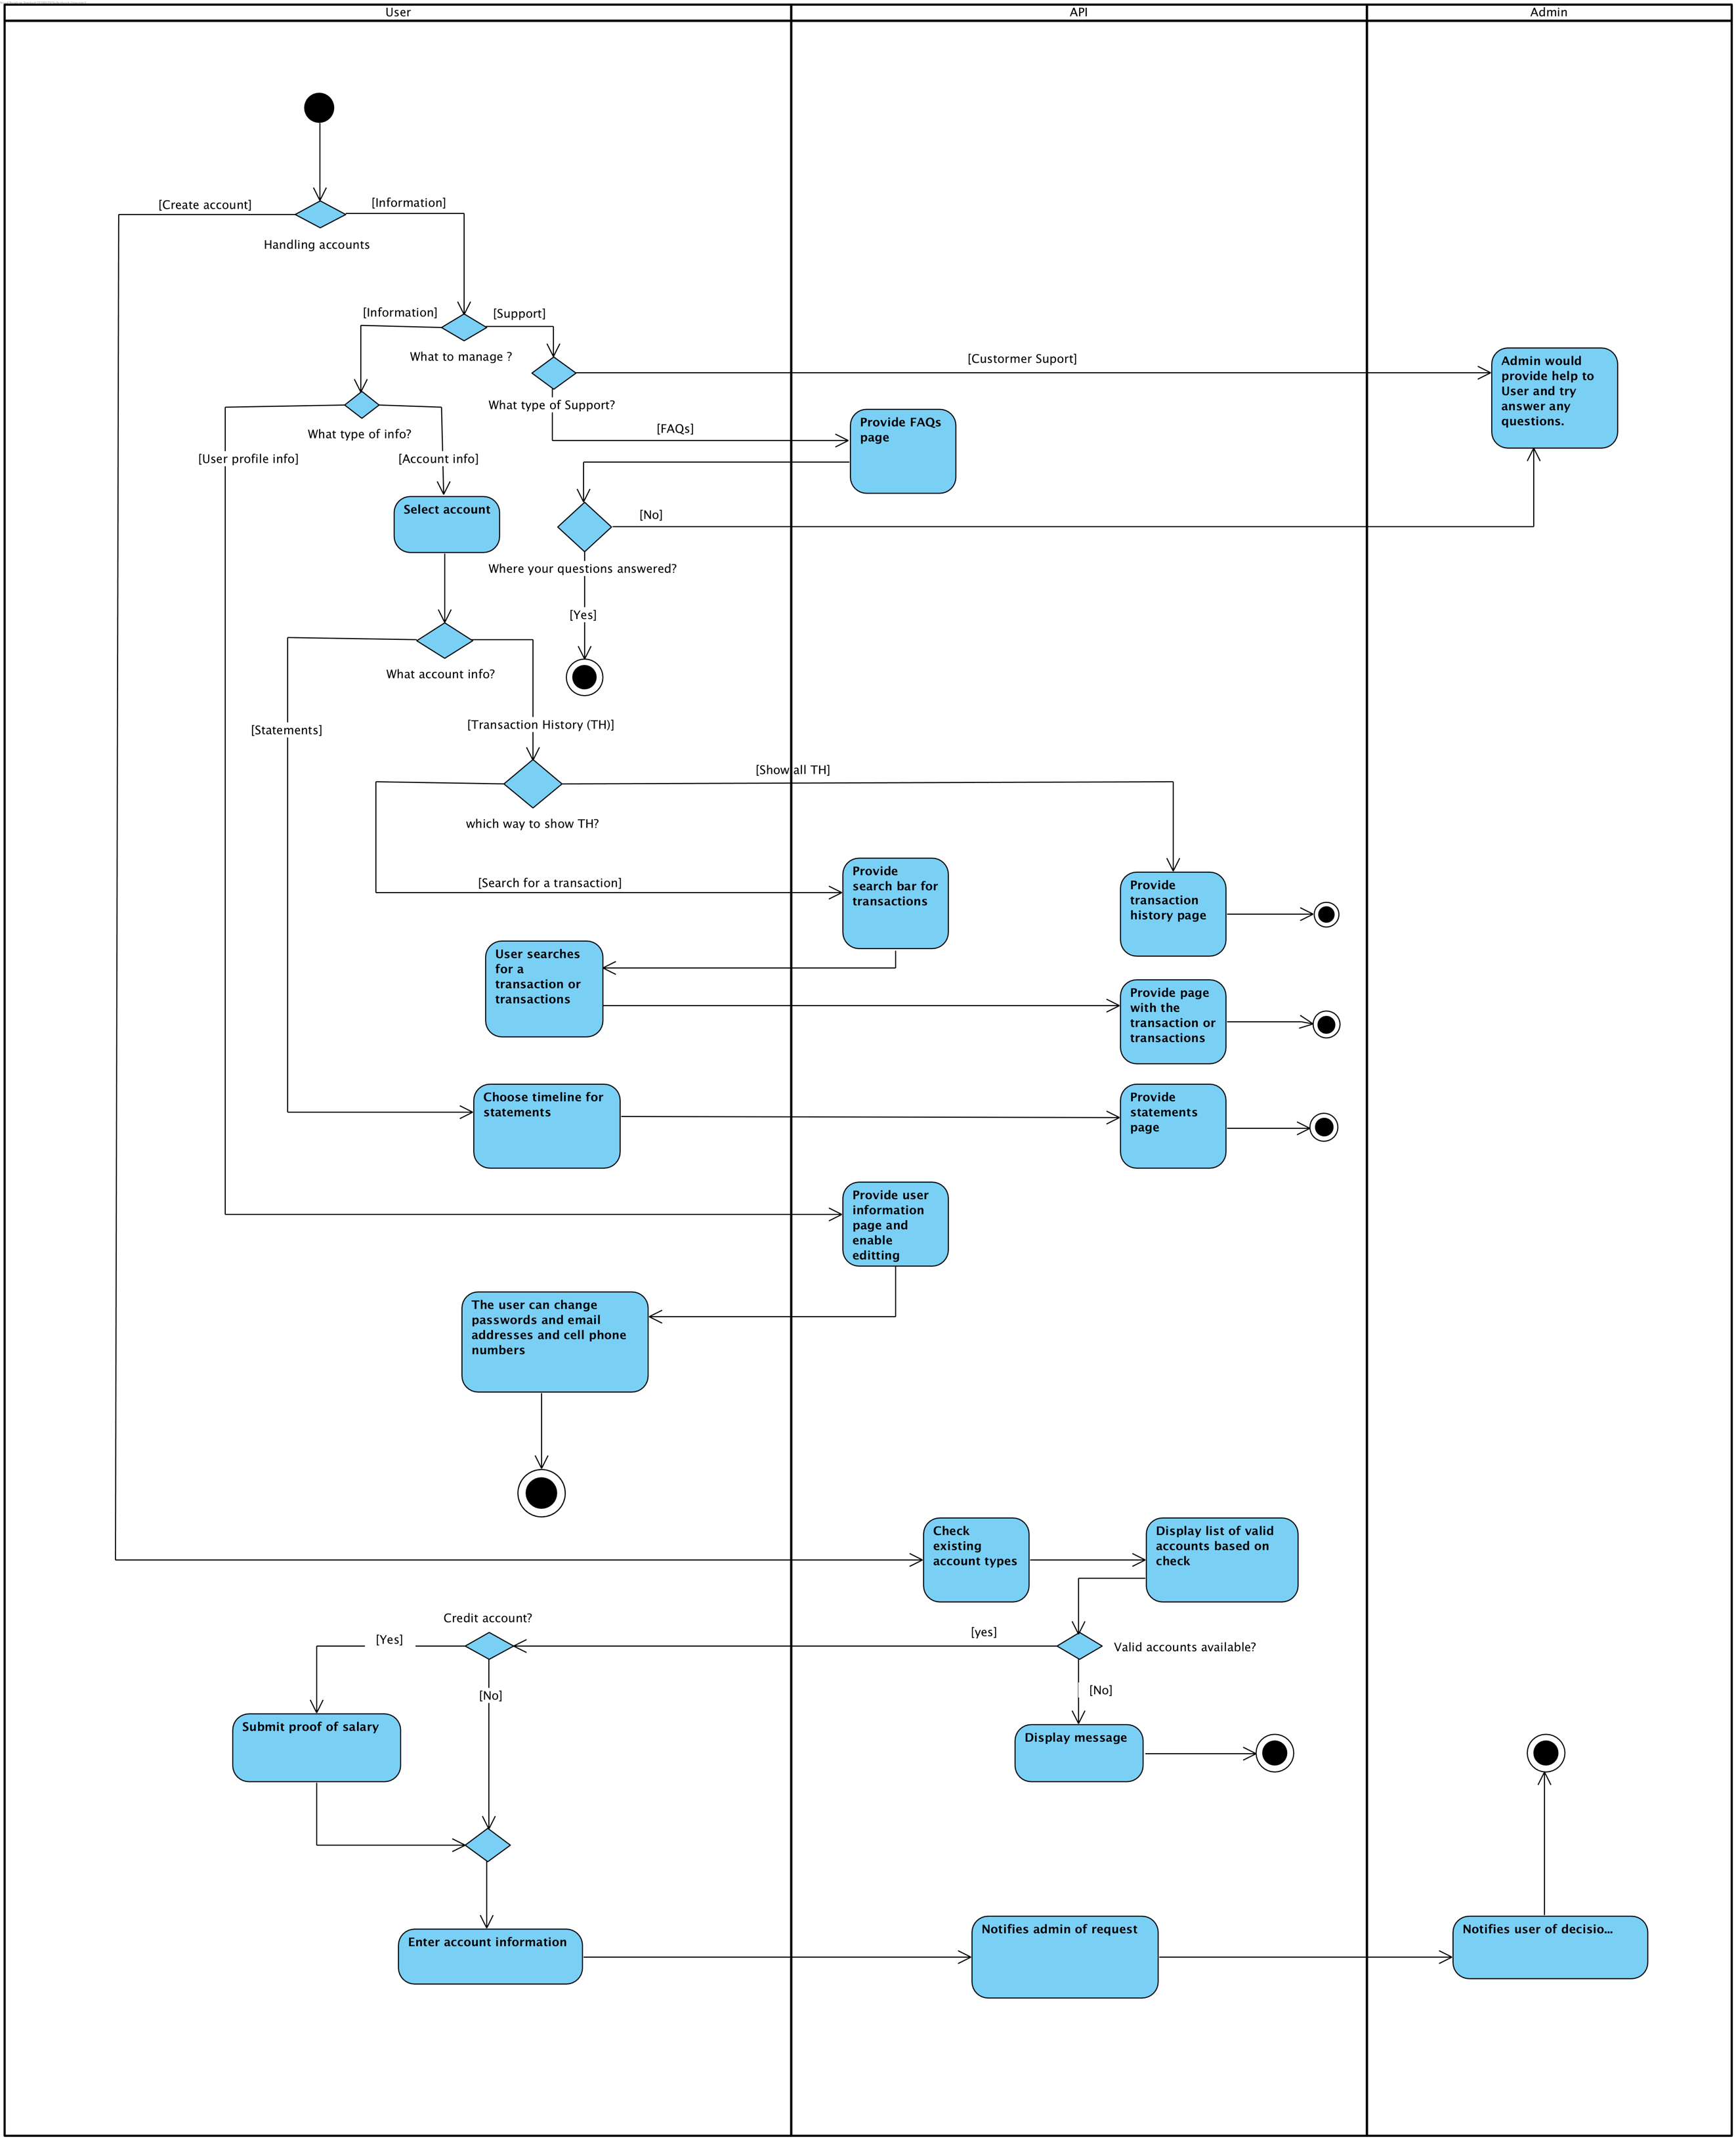 User
API
Admin
[Create account]
[Information]
Handling accounts
[Information]
[Support]
What to manage ?
[Custormer Suport]
Admin would
provide help to
User and try
answer any
questions.
What type of Support?
What type of info?
[FAQs]
Provide FAQs
page
[User profile info]
[Account info]
Select account
[No]
Where your questions answered?
[Yes]
What account info?
[Statements]
[Transaction History (TH)]
[Show all TH]
which way to show TH?
[Search for a transaction]
Provide
search bar for
transactions
Provide
transaction
history page
User searches
for a
transaction or
transactions
Provide page
with the
transaction or
transactions
Choose timeline for
statements
Provide
statements
page
Provide user
information
page and
enable
editting
The user can change
passwords and email
addresses and cell phone
numbers
Check
existing
account types
Display list of valid
accounts based on
check
Credit account?
[Yes]
[yes]
Valid accounts available?
[No]
[No]
Submit proof of salary
Display message
Enter account information
Notifies admin of request
Notifies user of decisio...